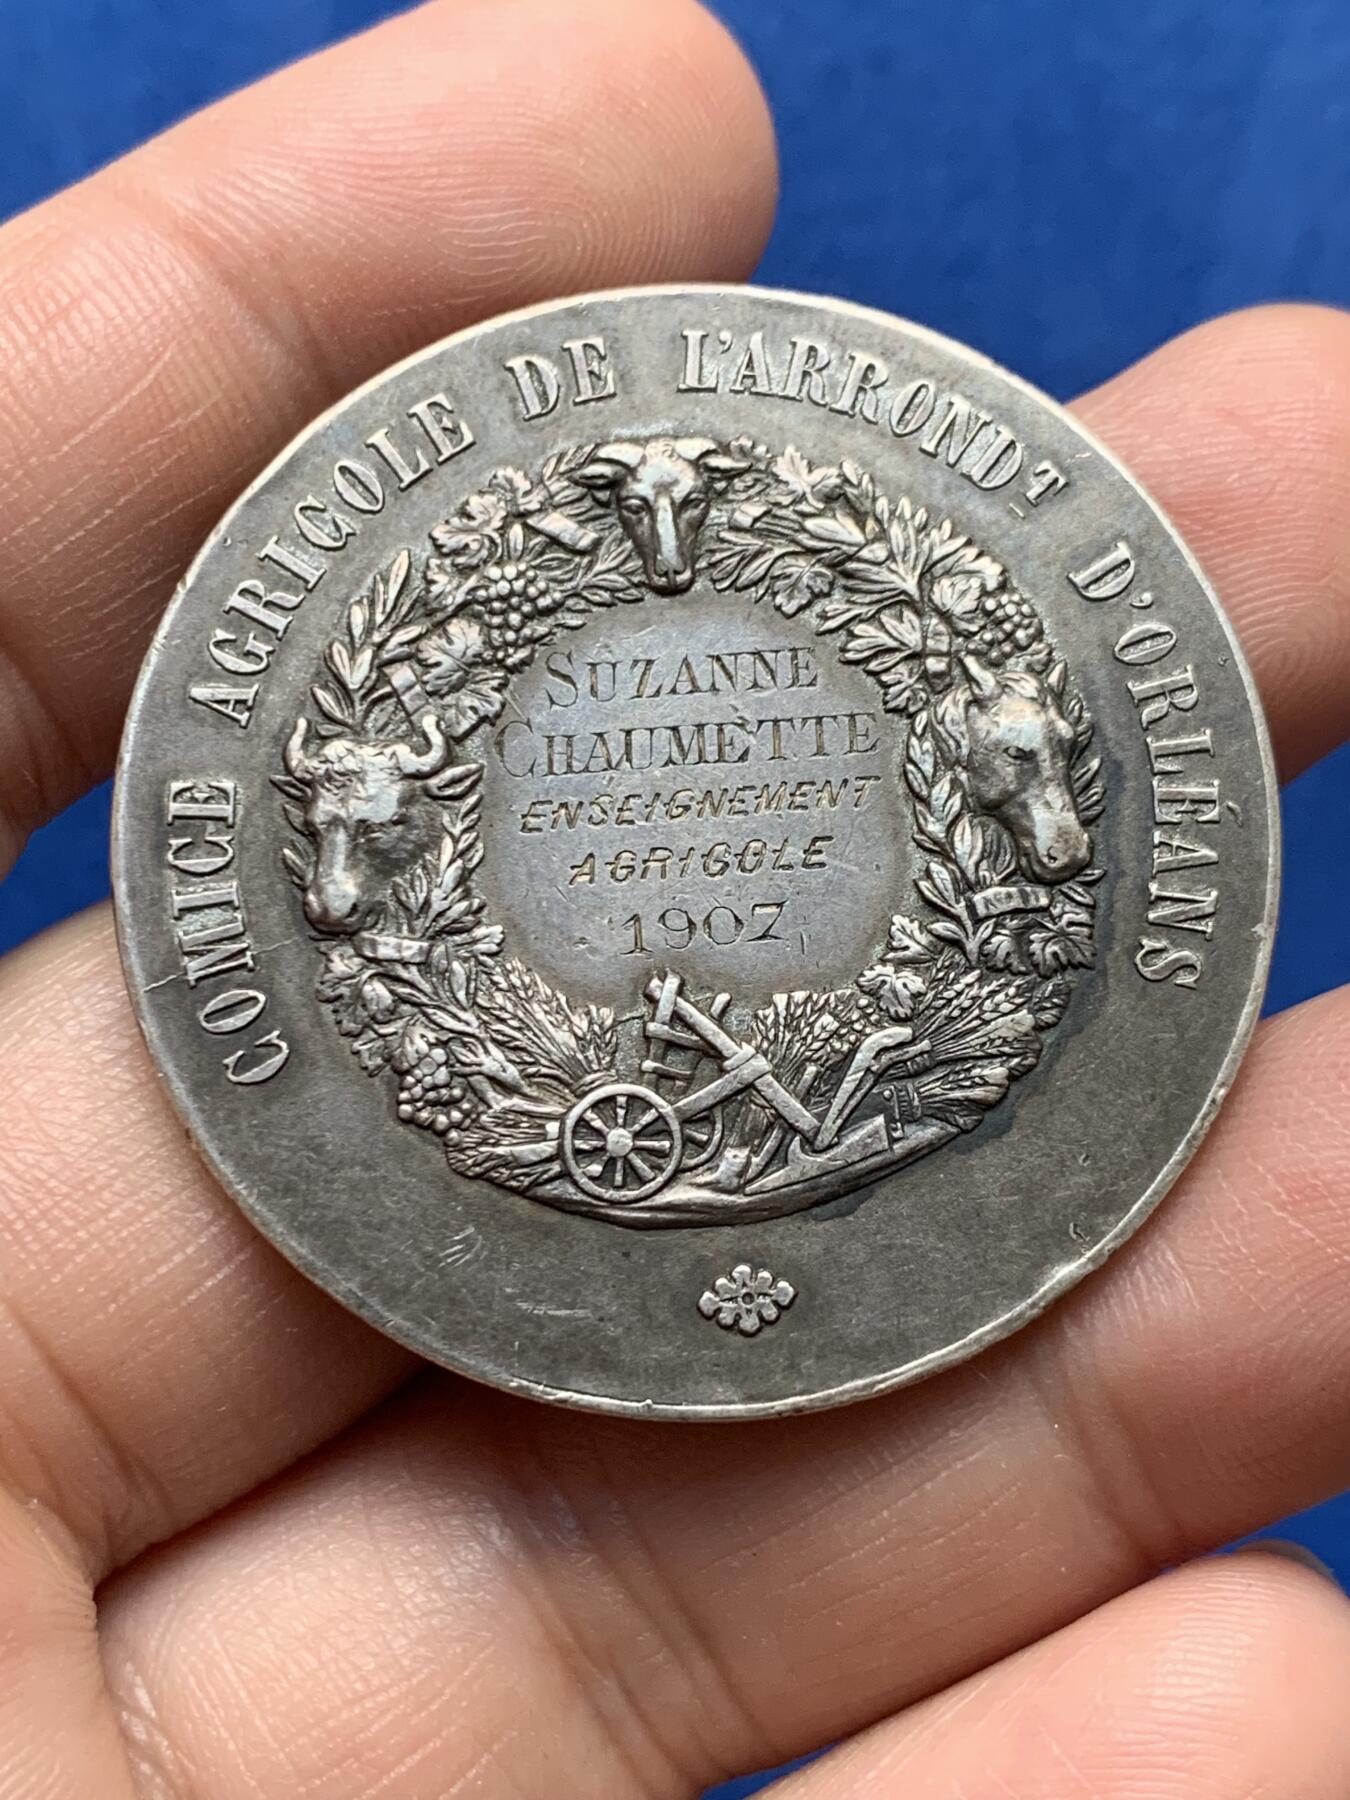 COMICE AGRICOLE DE L'ARRONDT D'ORLÉANS
SUZANNE
CHAUMETTE
ENSEIGNEMENT
AGRICOLE
1907